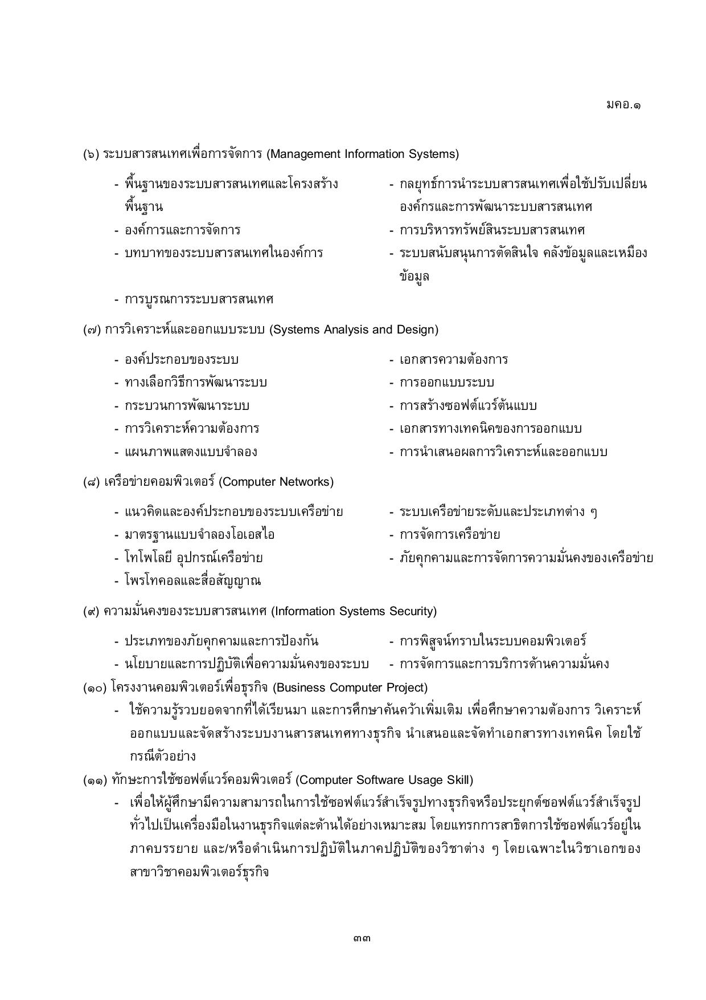 มคอ.๑
(๖) ระบบสารสนเทศเพื่อการจัดการ (Management Information Systems)
- พื้นฐานของระบบสารสนเทศและโครงสร้าง
พื้นฐาน
- กลยุทธ์การนำระบบสารสนเทศเพื่อใช้ปรับเปลี่ยน
องค์กรและการพัฒนาระบบสารสนเทศ
- องค์การและการจัดการ
- การบริหารทรัพย์สินระบบสารสนเทศ
- บทบาทของระบบสารสนเทศในองค์การ
- ระบบสนับสนุนการตัดสินใจ คลังข้อมูลและเหมือง
ข้อมูล
- การบูรณการระบบสารสนเทศ
(๗) การวิเคราะห์และออกแบบระบบ (Systems Analysis and Design)
- องค์ประกอบของระบบ
- เอกสารความต้องการ
- ทางเลือกวิธีการพัฒนาระบบ
- การออกแบบระบบ
- กระบวนการพัฒนาระบบ
- การสร้างซอฟต์แวร์ต้นแบบ
- การวิเคราะห์ความต้องการ
- เอกสารทางเทคนิคของการออกแบบ
- แผนภาพแสดงแบบจำลอง
- การนำเสนอผลการวิเคราะห์และออกแบบ
(๘) เครือข่ายคอมพิวเตอร์ (Computer Networks)
- แนวคิดและองค์ประกอบของระบบเครือข่าย
- ระบบเครือข่ายระดับและประเภทต่าง ๆ
- มาตรฐานแบบจำลองโอเอสไอ
- การจัดการเครือข่าย
- โทโพโลยี อุปกรณ์เครือข่าย
- ภัยคุกคามและการจัดการความมั่นคงของเครือข่าย
- โพรโทคอลและสื่อสัญญาณ
(๙) ความมั่นคงของระบบสารสนเทศ (Information Systems Security)
- ประเภทของภัยคุกคามและการป้องกัน
- การพิสูจน์ทราบในระบบคอมพิวเตอร์
- นโยบายและการปฏิบัติเพื่อความมั่นคงของระบบ
- การจัดการและการบริการด้านความมั่นคง
(๑๐) โครงงานคอมพิวเตอร์เพื่อธุรกิจ (Business Computer Project)
- ใช้ความรู้รวบยอดจากที่ได้เรียนมา และการศึกษาค้นคว้าเพิ่มเติม เพื่อศึกษาความต้องการ วิเคราะห์
ออกแบบและจัดสร้างระบบงานสารสนเทศทางธุรกิจ นำเสนอและจัดทำเอกสารทางเทคนิค โดยใช้
กรณีตัวอย่าง
(๑๑) ทักษะการใช้ซอฟต์แวร์คอมพิวเตอร์ (Computer Software Usage Skill)
- เพื่อให้ผู้ศึกษามีความสามารถในการใช้ซอฟต์แวร์สำเร็จรูปทางธุรกิจหรือประยุกต์ซอฟต์แวร์สำเร็จรูป
ทั่วไปเป็นเครื่องมือในงานธุรกิจแต่ละด้านได้อย่างเหมาะสม โดยแทรกการสาธิตการใช้ซอฟต์แวร์อยู่ใน
ภาคบรรยาย และ/หรือดำเนินการปฏิบัติในภาคปฏิบัติของวิชาต่าง ๆ โดยเฉพาะในวิชาเอกของ
สาขาวิชาคอมพิวเตอร์ธุรกิจ
๓๓